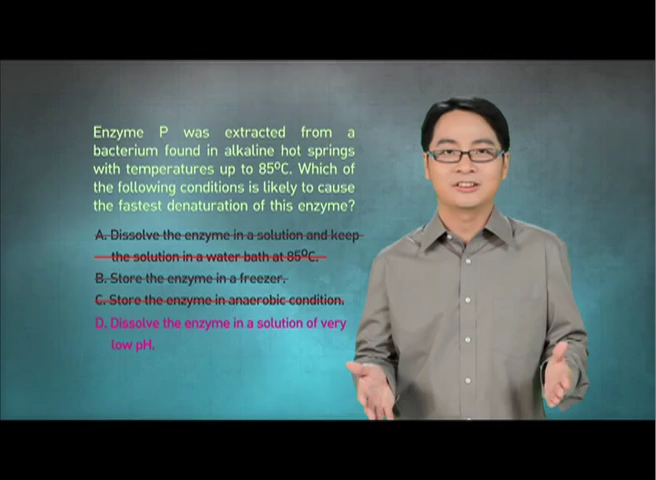 Enzyme P was extracted from a
bacterium found in alkaline hot springs
with temperatures up to 85ºC. Which of
the following conditions is likely to cause
the fastest denaturation of this enzyme?
A. Dissolve the enzyme in a solution and keep
the solution in a water bath at 85ºC.
B. Store the enzyme in a freezer.
C. Store the enzyme in anaerobic condition.
D. Dissolve the enzyme in a solution of very
low pH.